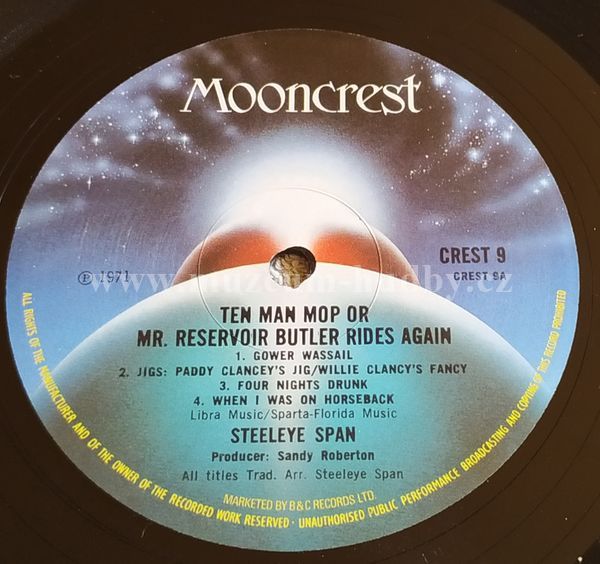 Mooncrest
CREST 9
CREST 9A
℗ 1971
www.muzeum-hudby.cz
TEN MAN MOP OR
MR. RESERVOIR BUTLER RIDES AGAIN
1. GOWER WASSAIL
2. JIGS: PADDY CLANCEY'S JIG/WILLIE CLANCY'S FANCY
3. FOUR NIGHTS DRUNK
4. WHEN I WAS ON HORSEBACK
Libra Music/Sparta-Florida Music
STEELEYE SPAN
Producer: Sandy Roberton
All titles Trad. Arr. Steeleye Span
MARKETED BY B&C RECORDS LTD.
ALL RIGHTS OF THE MANUFACTURER AND OF THE OWNER OF THE RECORDED WORK RESERVED · UNAUTHORISED PUBLIC PERFORMANCE BROADCASTING AND COPYING OF THIS RECORD PROHIBITED